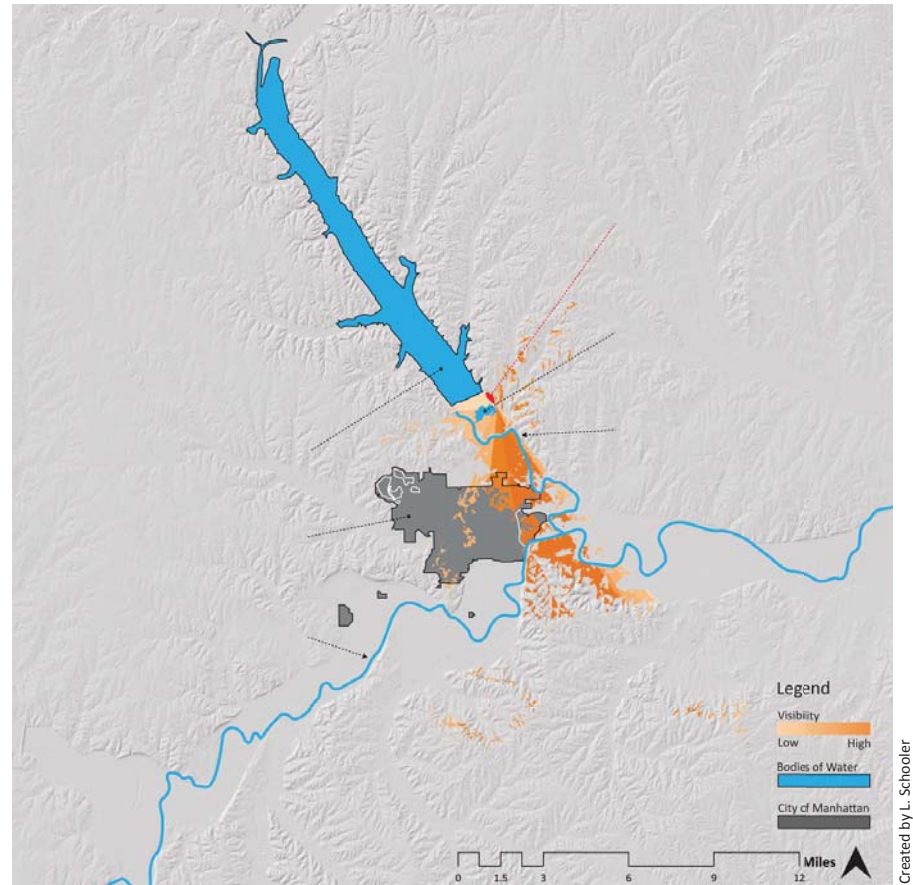 Legend
Visibility
Low High
Bodies of Water
City of Manhattan
Miles
0 1.5 3 6 9 12
Created by L. Schooler